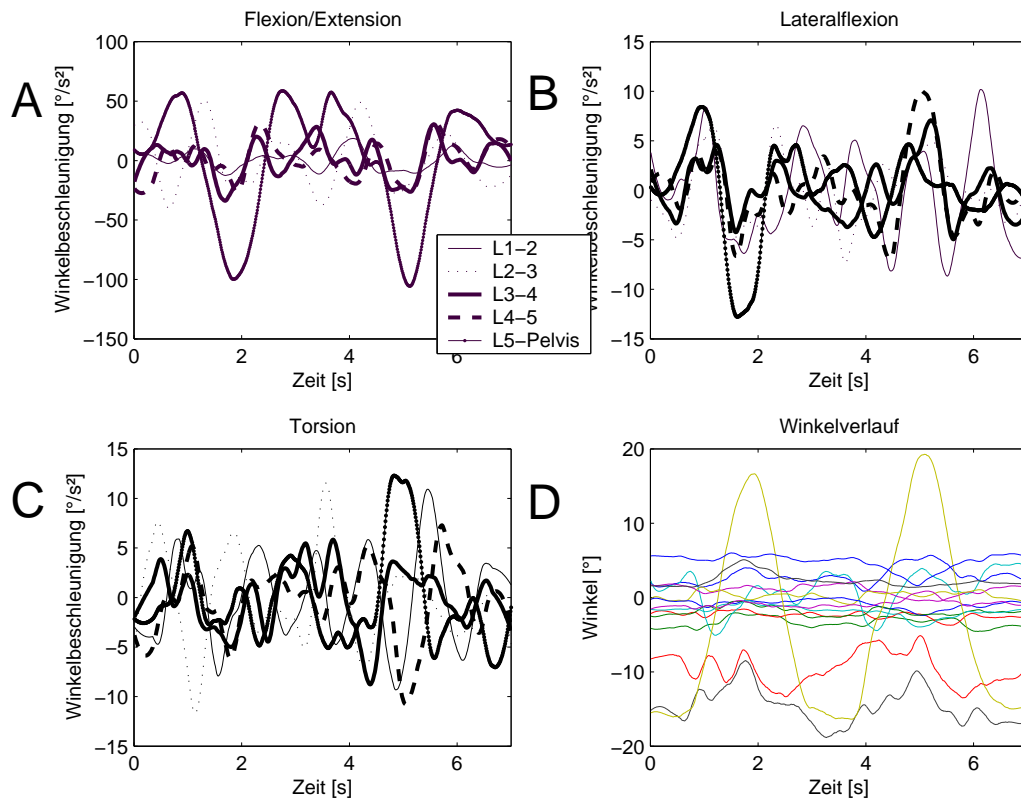 Flexion/Extension
A
Winkelbeschleunigung [°/s²]
100
50
0
−50
−100
−150
0
2
4
6
Zeit [s]
L1−2
L2−3
L3−4
L4−5
L5−Pelvis
Lateralflexion
B
Winkelbeschleunigung [°/s²]
15
10
5
0
−5
−10
−15
0
2
4
6
Zeit [s]
Torsion
C
Winkelbeschleunigung [°/s²]
15
10
5
0
−5
−10
−15
0
2
4
6
Zeit [s]
Winkelverlauf
D
Winkel [°]
20
10
0
−10
−20
0
2
4
6
Zeit [s]